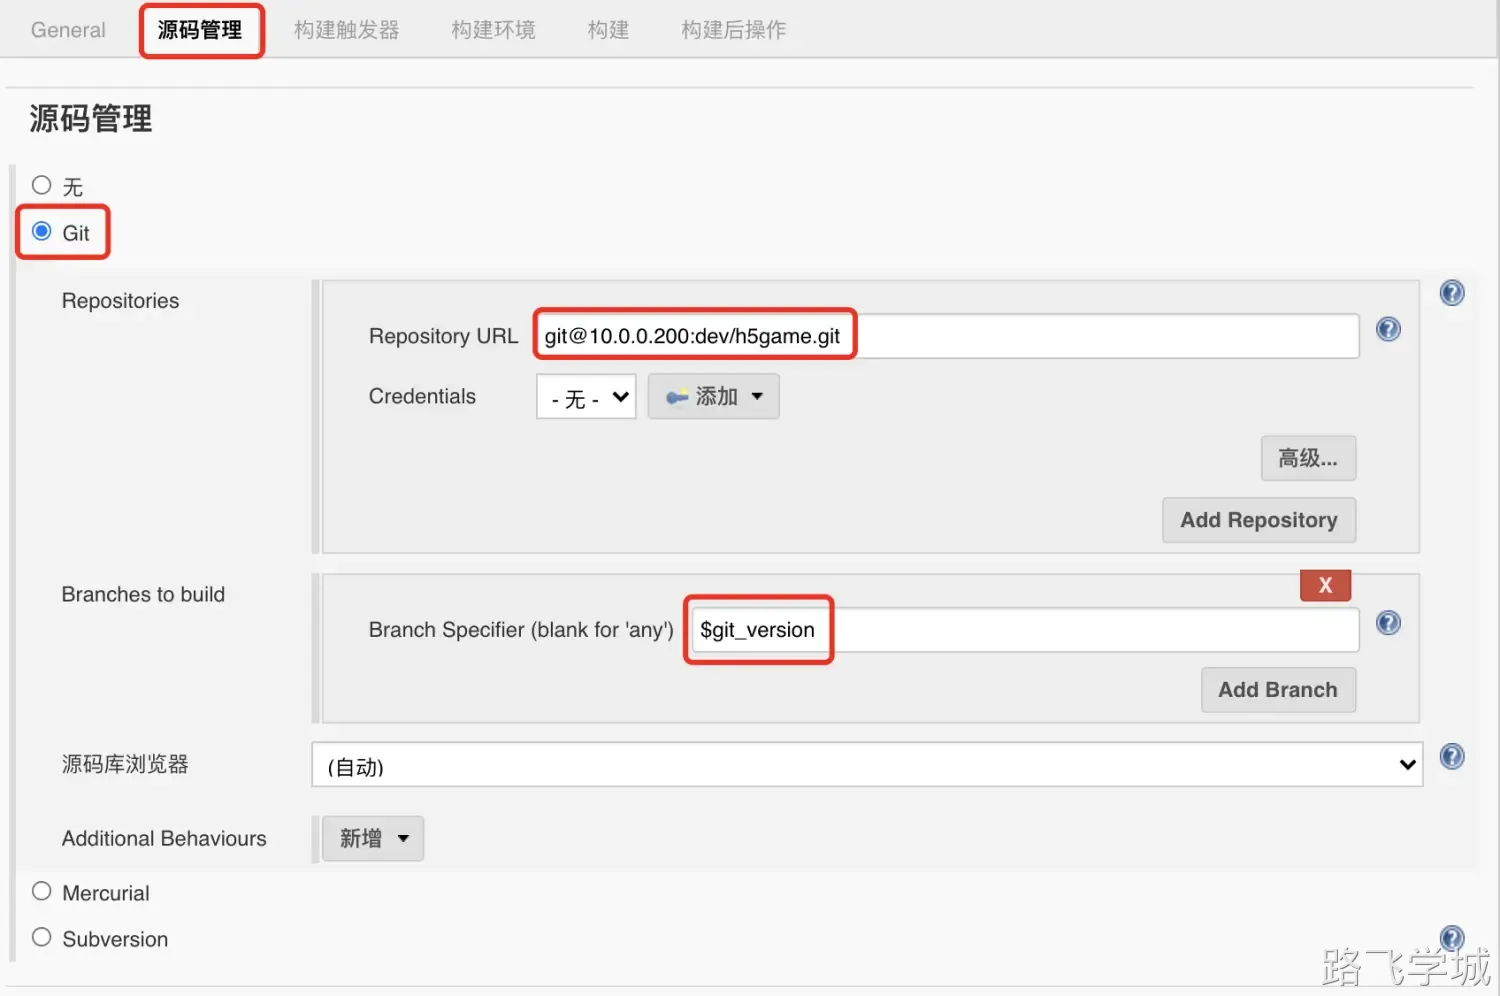 General 源码管理 构建触发器 构建环境 构建 构建后操作
源码管理
无
Git
Repositories
Repository URL git@10.0.0.200:dev/h5game.git
Credentials - 无 - 添加
高级...
Add Repository
Branches to build
X
Branch Specifier (blank for 'any') $git_version
Add Branch
源码库浏览器 (自动)
Additional Behaviours 新增
Mercurial
Subversion
路飞学城